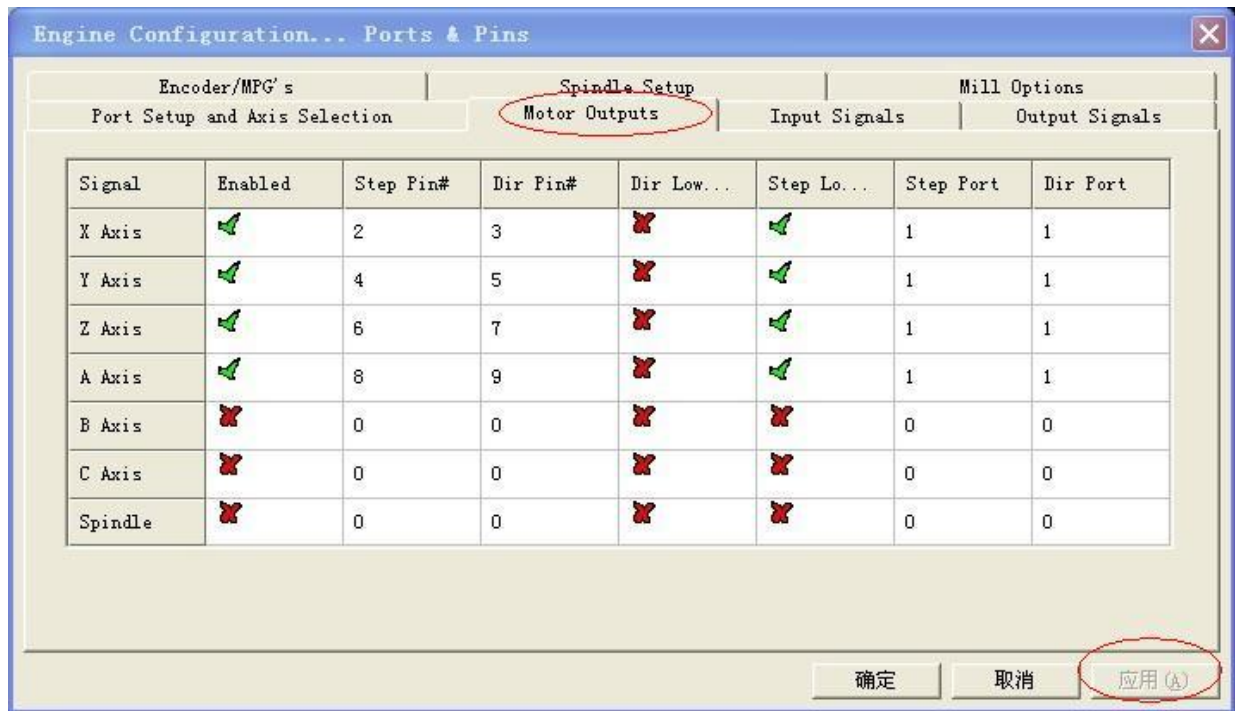 Engine Configuration... Ports & Pins
Encoder/MPG's Spindle Setup Mill Options
Port Setup and Axis Selection Motor Outputs Input Signals Output Signals
Signal Enabled Step Pin# Dir Pin# Dir Low... Step Lo... Step Port Dir Port
X Axis 2 3 1 1
Y Axis 4 5 1 1
Z Axis 6 7 1 1
A Axis 8 9 1 1
B Axis 0 0 0 0
C Axis 0 0 0 0
Spindle 0 0 0 0
确定 取消 应用(A)